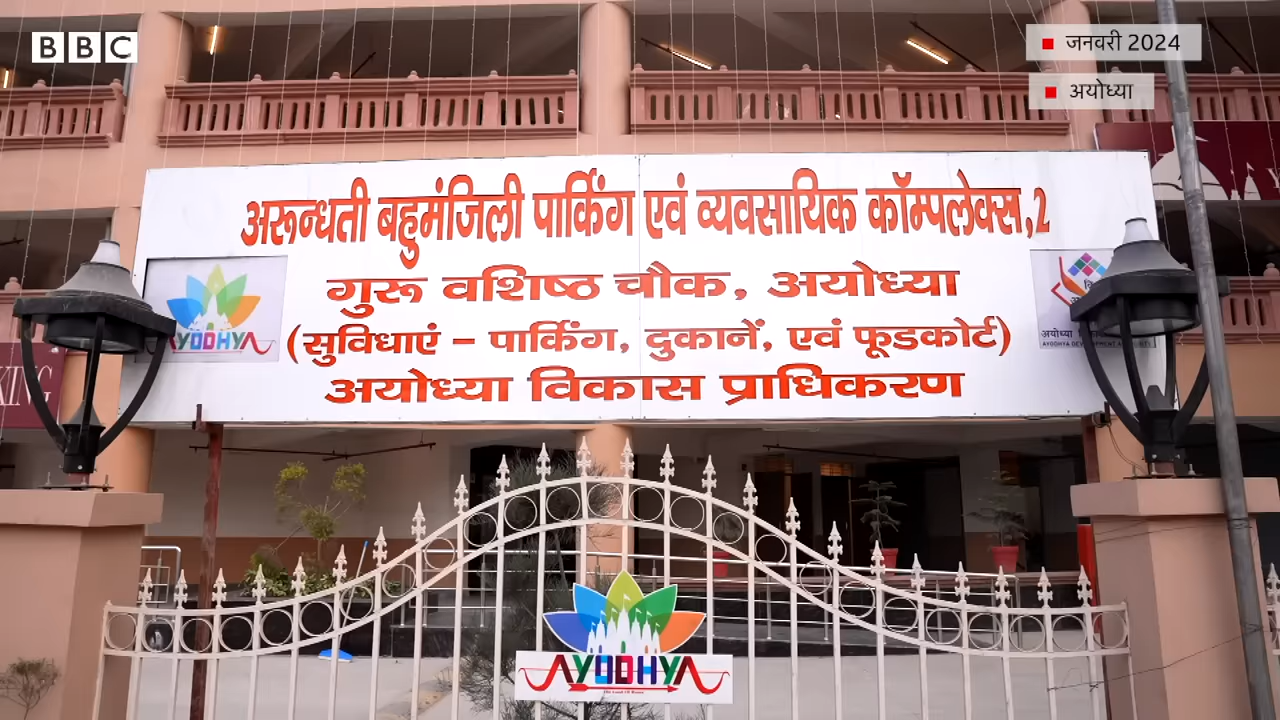 BBC
जनवरी 2024
अयोध्या
अरून्धती बहुमंजिली पार्किंग एवं व्यवसायिक कॉम्पलेक्स,2
गुरू वशिष्ठ चौक, अयोध्या
(सुविधाएं – पार्किंग, दुकानें, एवं फूडकोर्ट)
अयोध्या विकास प्राधिकरण
AYODHYA
KING
AYODHYA